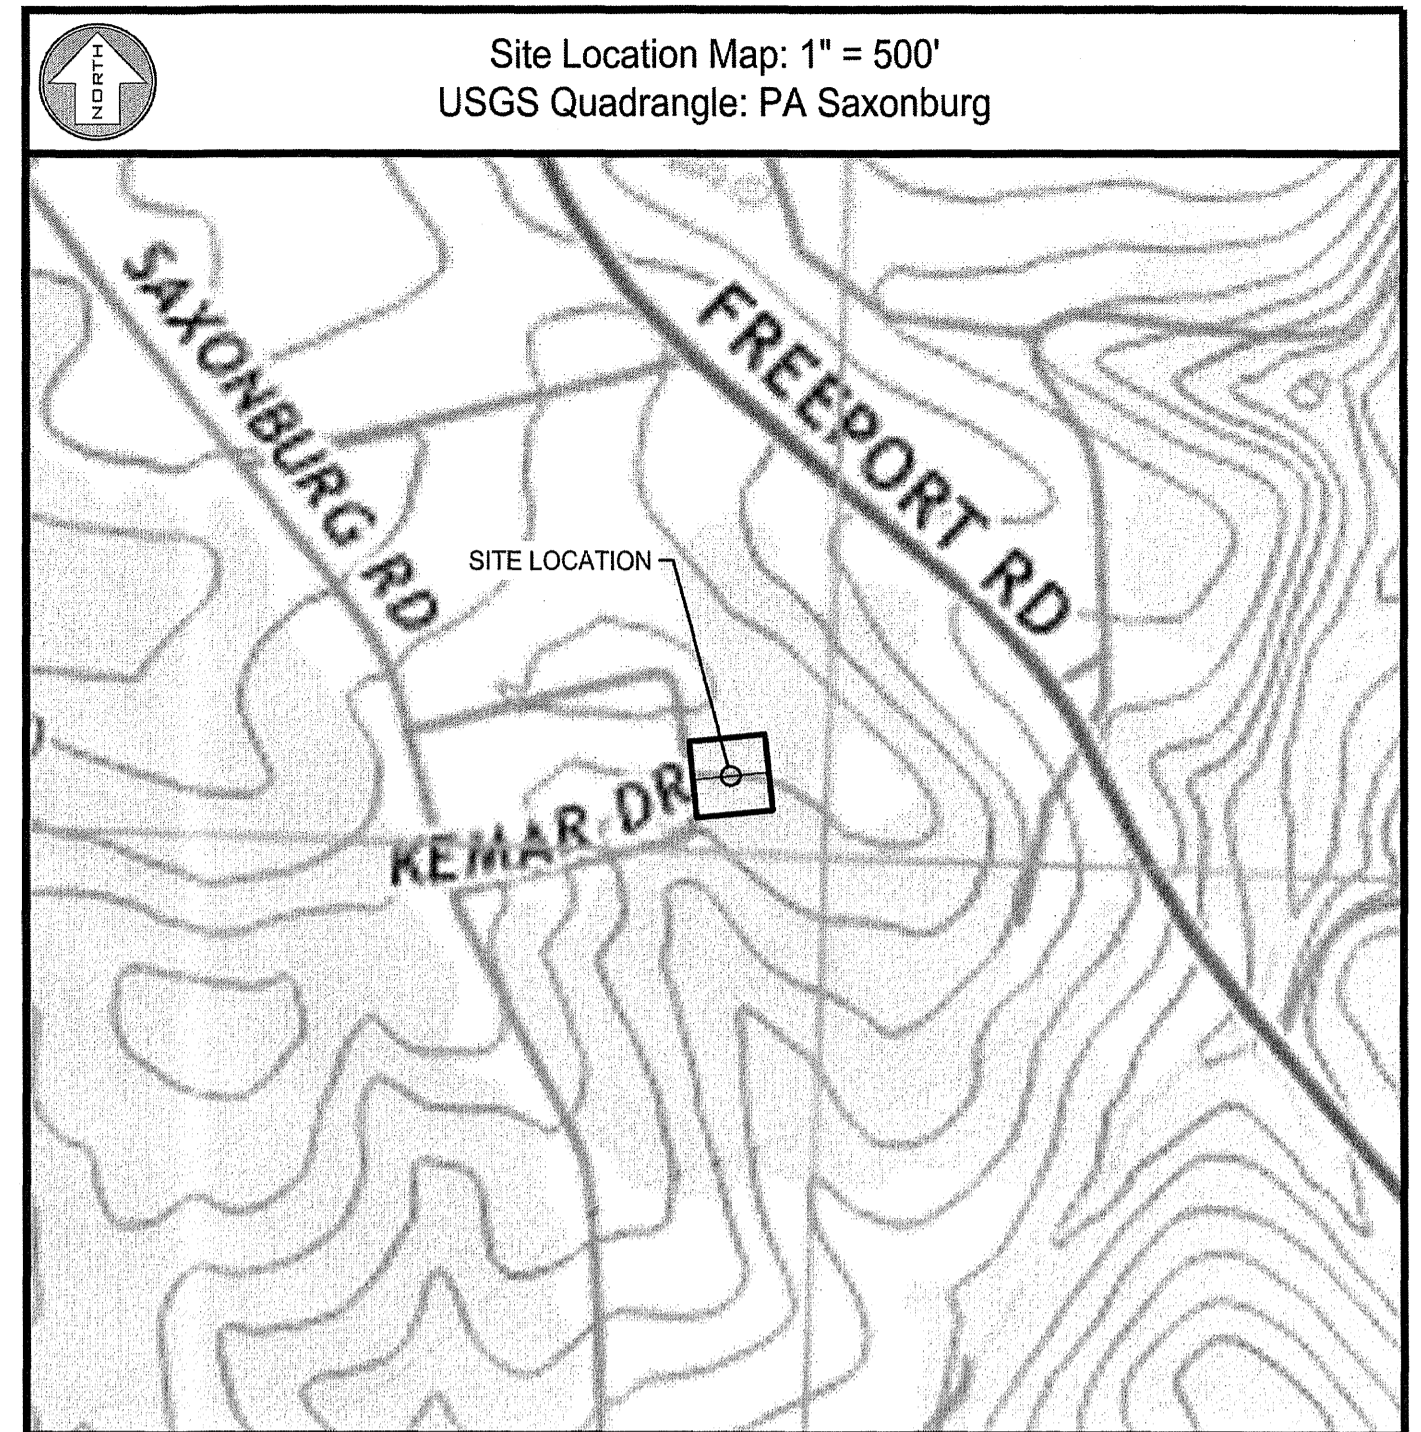 NORTH
Site Location Map: 1" = 500'
USGS Quadrangle: PA Saxonburg
SAXONBURG RD
FREEPORT RD
SITE LOCATION
KEMAR DR